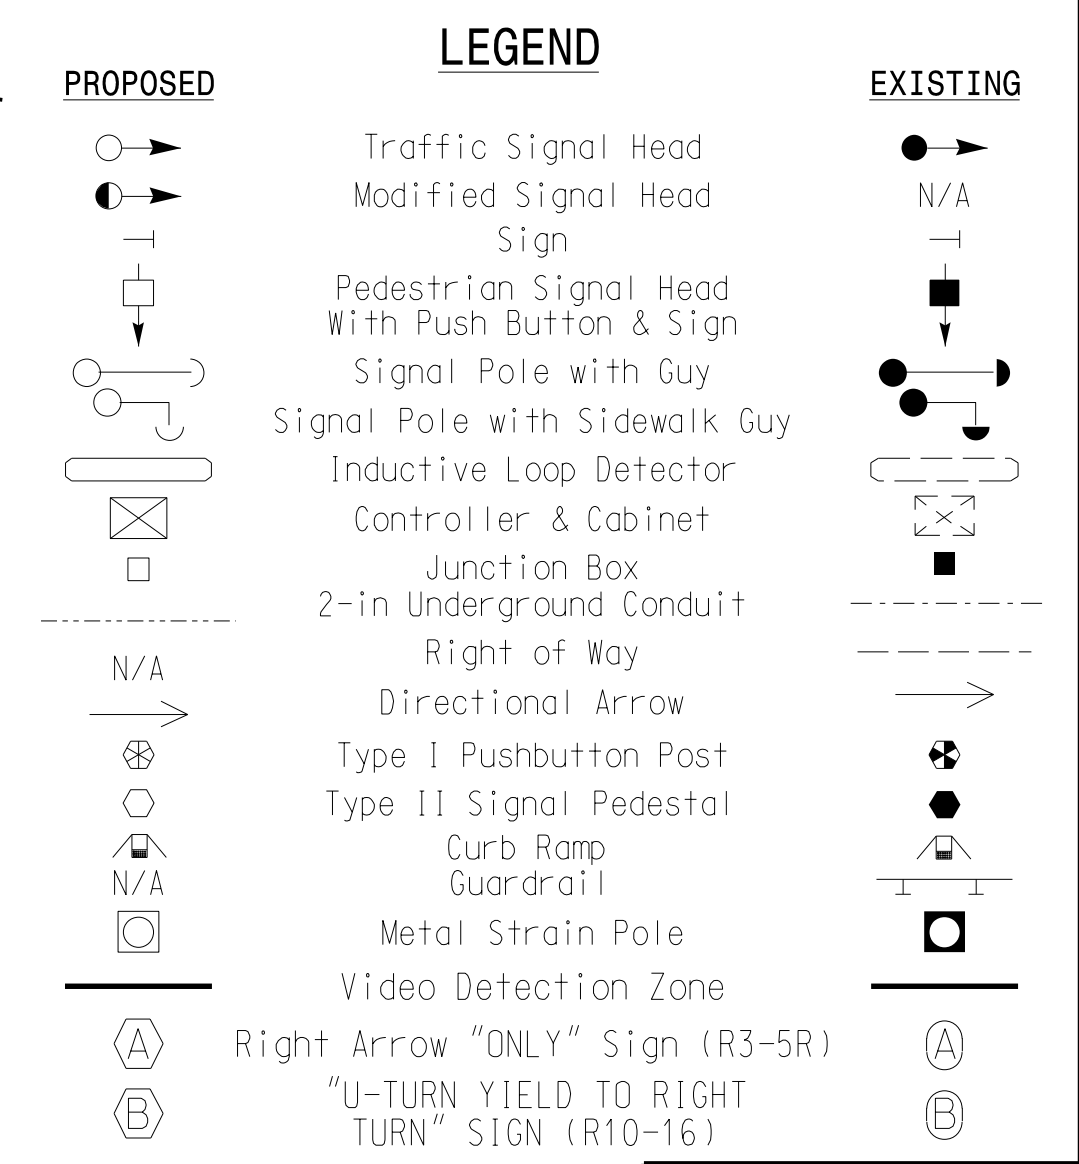 LEGEND
PROPOSED EXISTING
Traffic Signal Head
Modified Signal Head N/A
Sign
Pedestrian Signal Head
With Push Button & Sign
Signal Pole with Guy
Signal Pole with Sidewalk Guy
Inductive Loop Detector
Controller & Cabinet
Junction Box
2-in Underground Conduit
N/A Right of Way
Directional Arrow
Type I Pushbutton Post
Type II Signal Pedestal
Curb Ramp
N/A Guardrail
Metal Strain Pole
Video Detection Zone
A Right Arrow "ONLY" Sign (R3-5R) A
"U-TURN YIELD TO RIGHT
B TURN" SIGN (R10-16) B